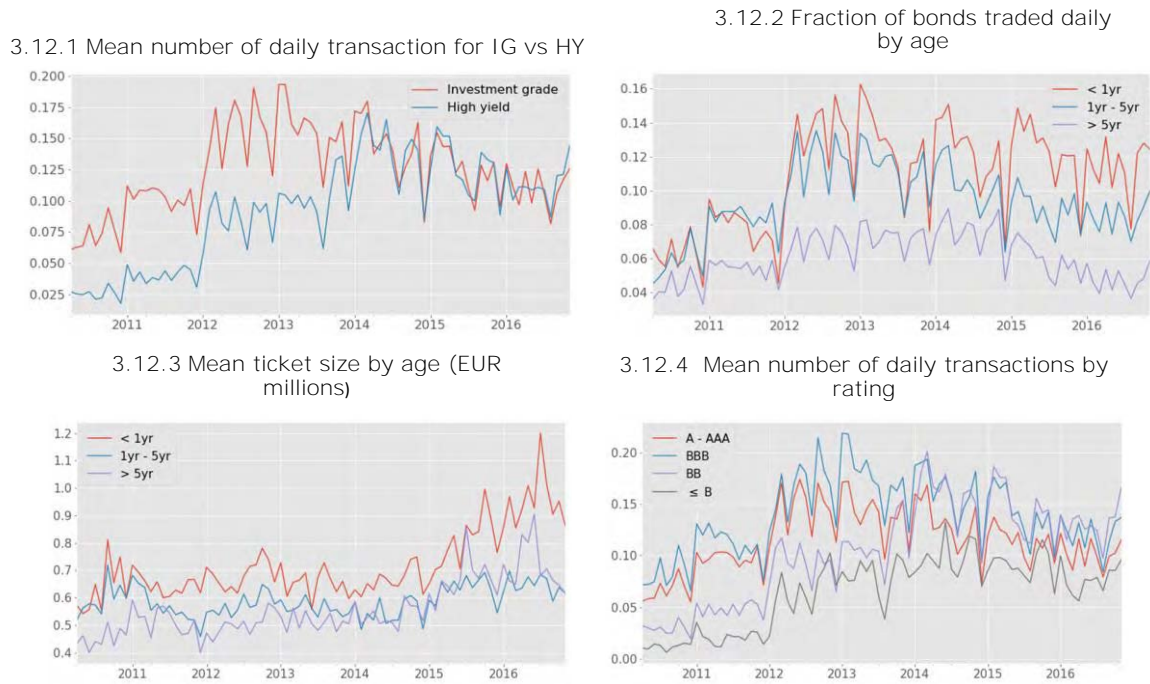 3.12.1 Mean number of daily transaction for IG vs HY
0.200
0.175
0.150
0.125
0.100
0.075
0.050
0.025
Investment grade
High yield
2011 2012 2013 2014 2015 2016
3.12.2 Fraction of bonds traded daily
by age
0.16
0.14
0.12
0.10
0.08
0.06
0.04
< 1yr
1yr - 5yr
> 5yr
2011 2012 2013 2014 2015 2016
3.12.3 Mean ticket size by age (EUR
millions)
1.2
1.1
1.0
0.9
0.8
0.7
0.6
0.5
0.4
< 1yr
1yr - 5yr
> 5yr
2011 2012 2013 2014 2015 2016
3.12.4 Mean number of daily transactions by
rating
0.20
0.15
0.10
0.05
0.00
A - AAA
BBB
BB
≤ B
2011 2012 2013 2014 2015 2016